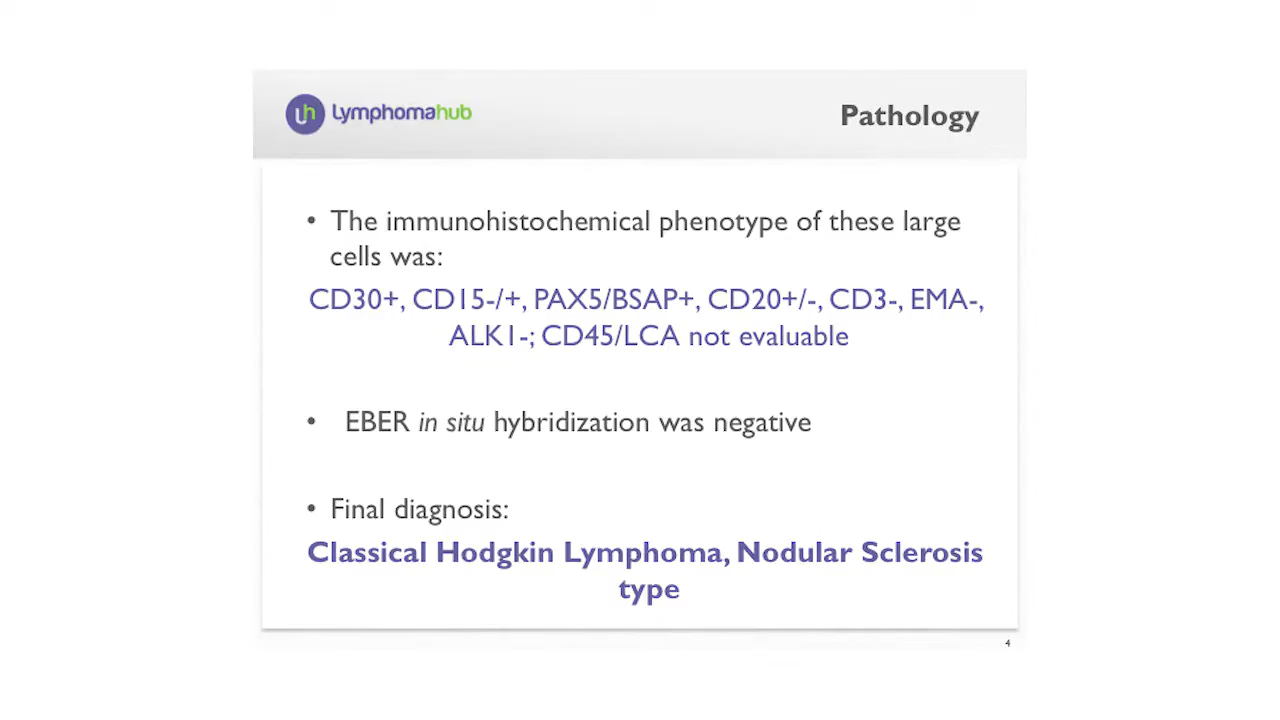 Lymphomahub
Pathology
• The immunohistochemical phenotype of these large
cells was:
CD30+, CD15-/+, PAX5/BSAP+, CD20+/-, CD3-, EMA-,
ALK1-; CD45/LCA not evaluable
• EBER in situ hybridization was negative
• Final diagnosis:
Classical Hodgkin Lymphoma, Nodular Sclerosis
type
4